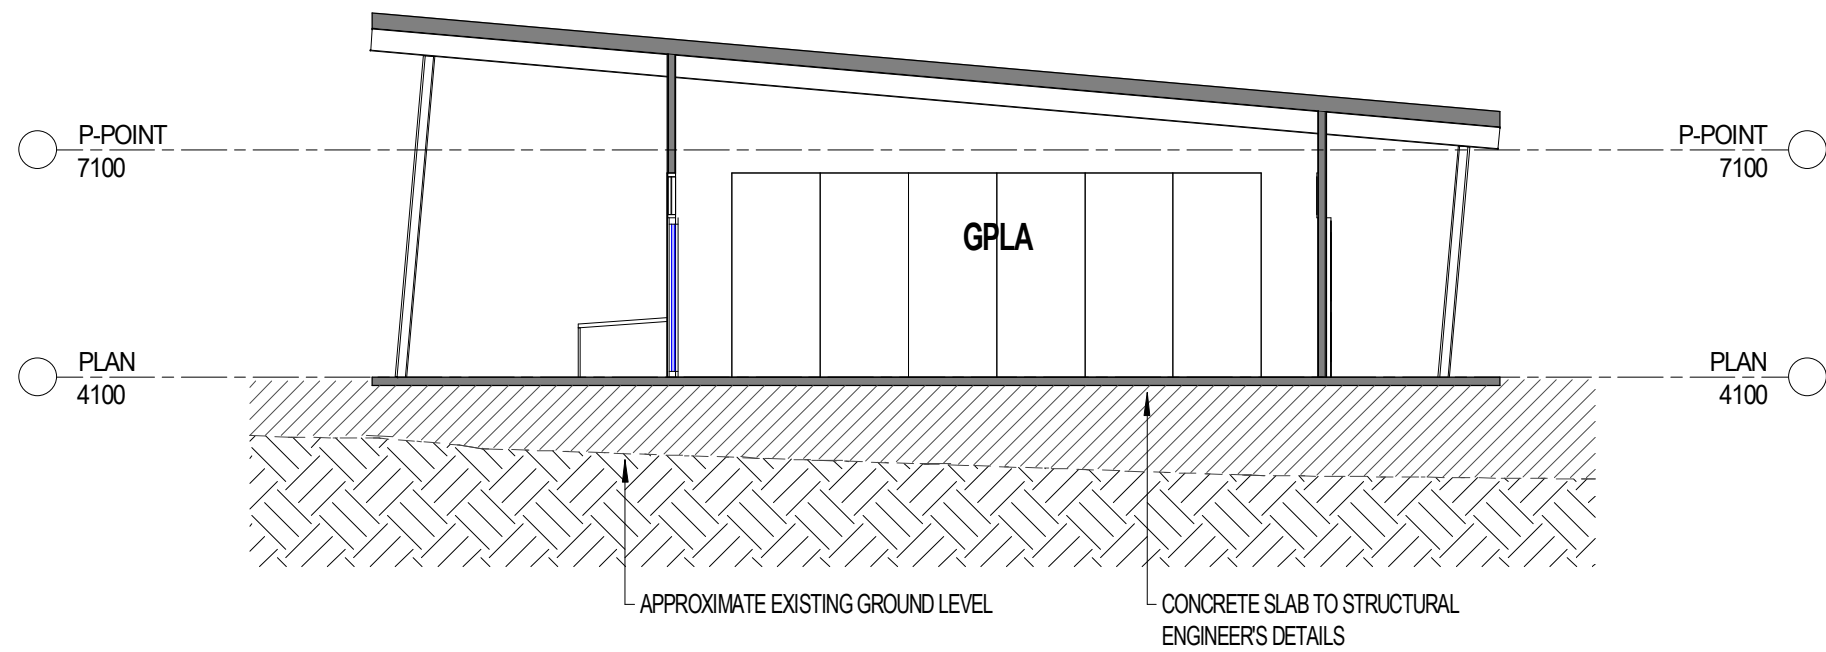 P-POINT
7100
P-POINT
7100
GPLA
PLAN
4100
PLAN
4100
APPROXIMATE EXISTING GROUND LEVEL
CONCRETE SLAB TO STRUCTURAL
ENGINEER'S DETAILS